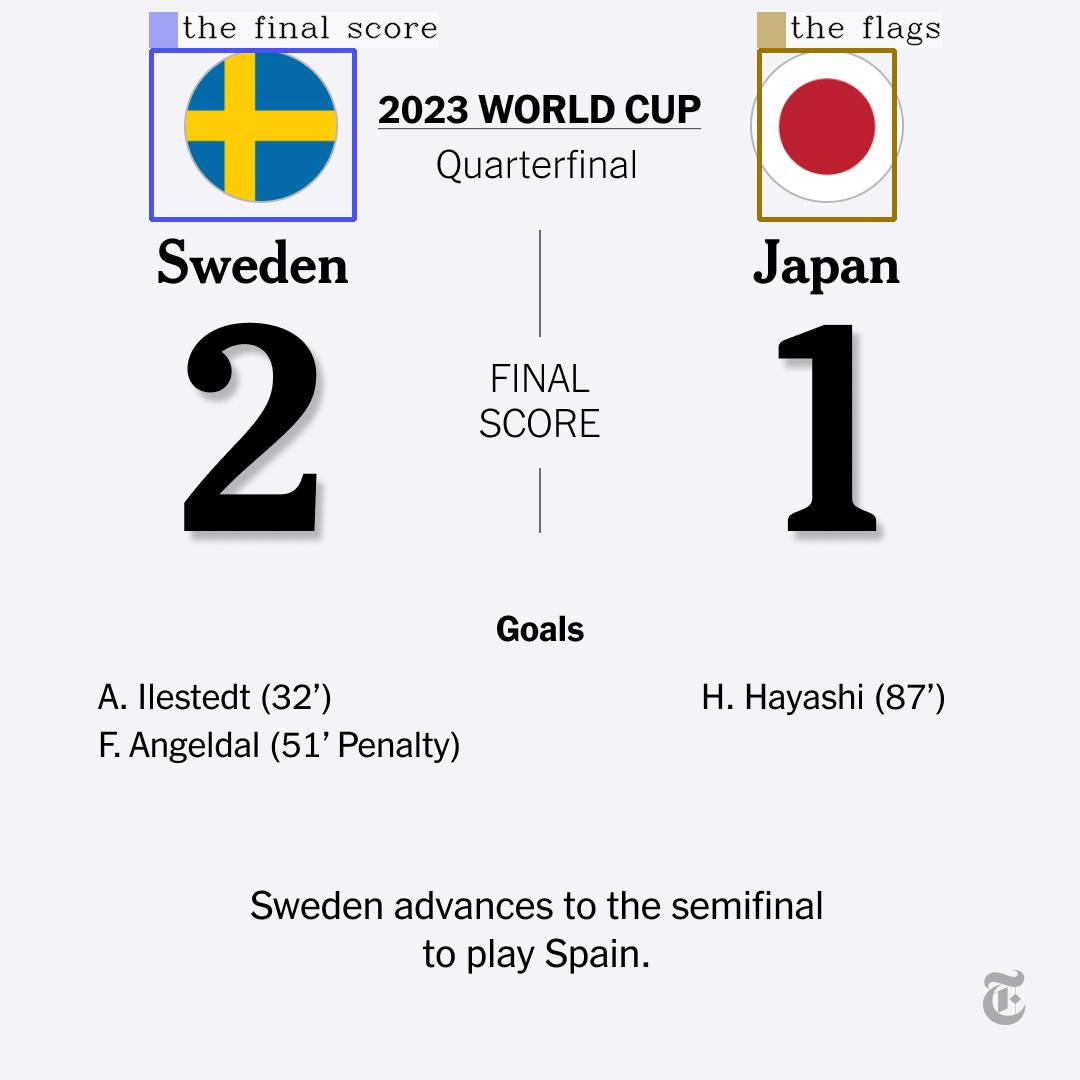 the final score
the flags
2023 WORLD CUP
Quarterfinal
Sweden
Japan
2
FINAL
SCORE
1
Goals
A. Ilestedt (32’)
F. Angeldal (51’ Penalty)
H. Hayashi (87’)
Sweden advances to the semifinal
to play Spain.
T